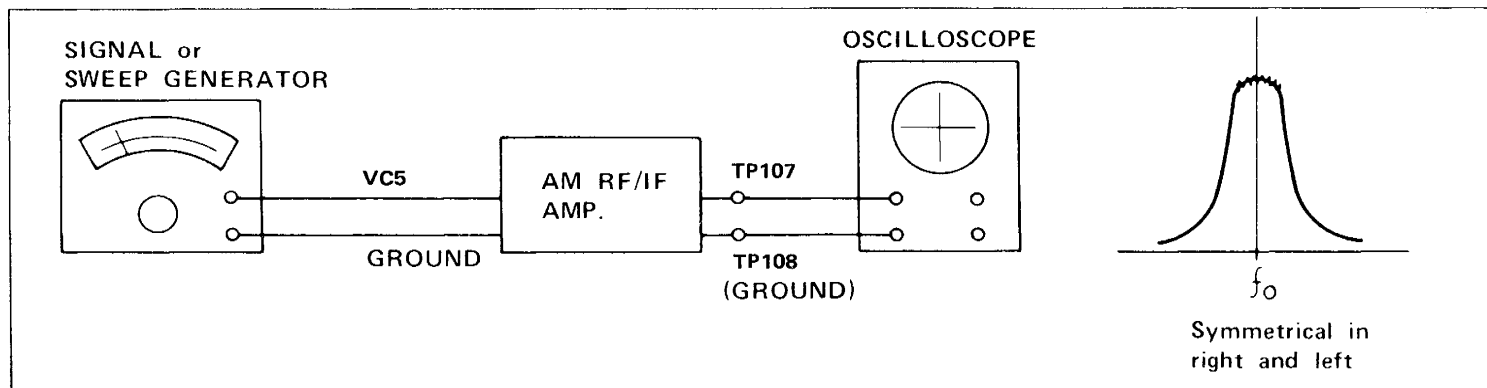 SIGNAL or
SWEEP GENERATOR
VC5
GROUND
AM RF/IF
AMP.
TP107
TP108
(GROUND)
OSCILLOSCOPE
fo
Symmetrical in
right and left